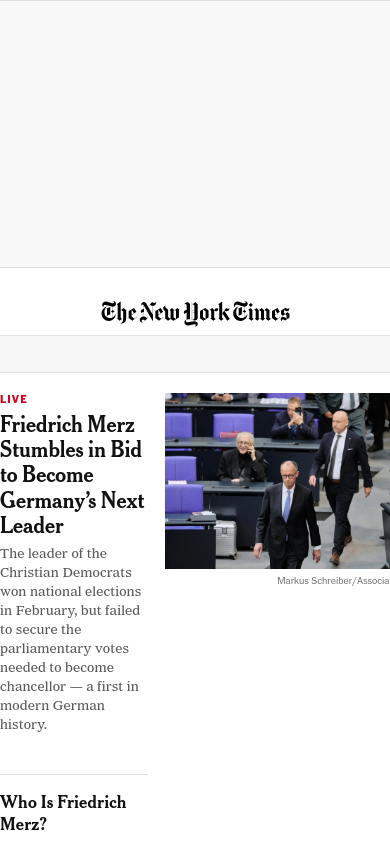 The New York Times
LIVE
Friedrich Merz
Stumbles in Bid
to Become
Germany’s Next
Leader
The leader of the
Christian Democrats
won national elections
in February, but failed
to secure the
parliamentary votes
needed to become
chancellor — a first in
modern German
history.
Markus Schreiber/Associa
Who Is Friedrich
Merz?